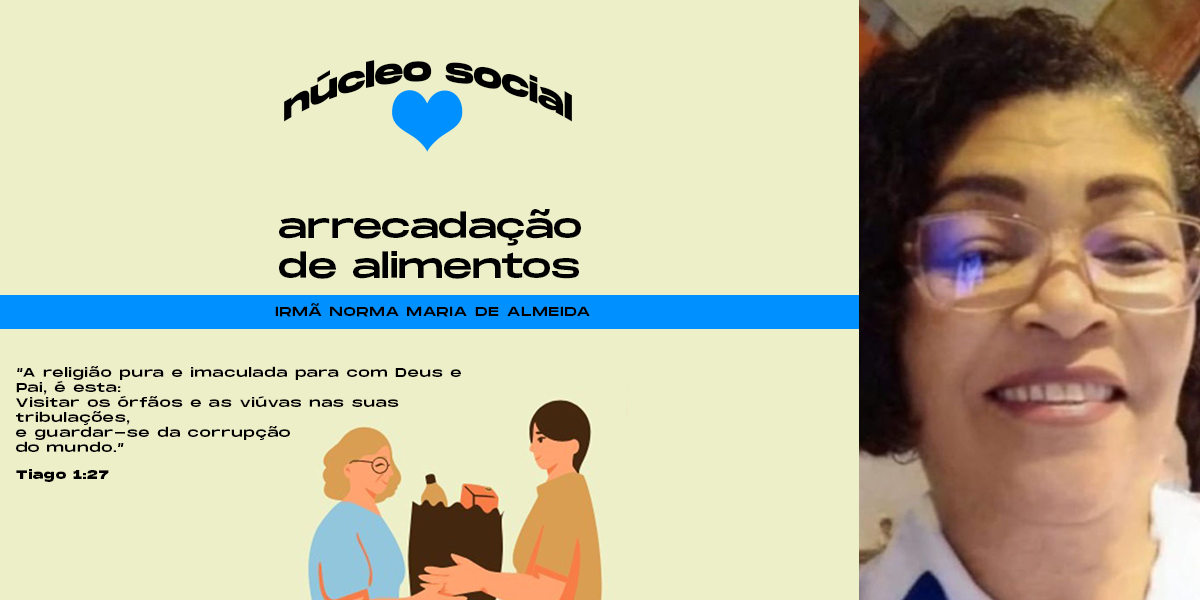 núcleo social
arrecadação
de alimentos
IRMÃ NORMA MARIA DE ALMEIDA
"A religião pura e imaculada para com Deus e
Pai, é esta:
Visitar os órfãos e as viúvas nas suas
tribulações,
e guardar-se da corrupção
do mundo."
Tiago 1:27